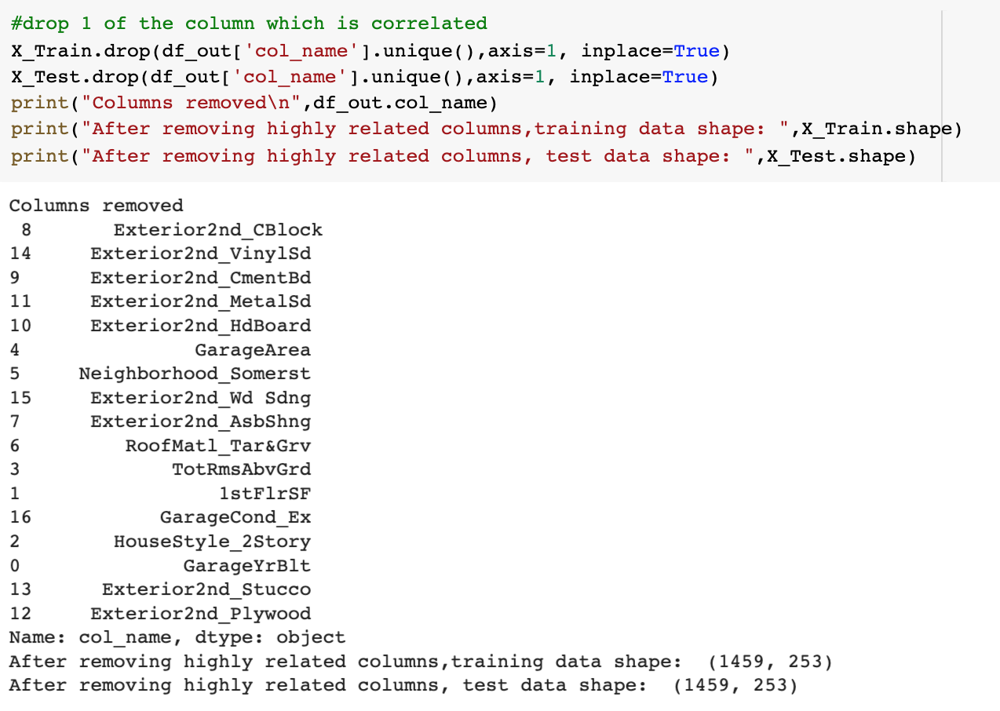 #drop 1 of the column which is correlated
X_Train.drop(df_out['col_name'].unique(),axis=1, inplace=True)
X_Test.drop(df_out['col_name'].unique(),axis=1, inplace=True)
print("Columns removed\n",df_out.col_name)
print("After removing highly related columns,training data shape: ",X_Train.shape)
print("After removing highly related columns, test data shape: ",X_Test.shape)
Columns removed
 8       Exterior2nd_CBlock
14     Exterior2nd_VinylSd
9      Exterior2nd_CmentBd
11     Exterior2nd_MetalSd
10     Exterior2nd_HdBoard
4               GarageArea
5     Neighborhood_Somerst
15     Exterior2nd_Wd Sdng
7      Exterior2nd_AsbShng
6         RoofMatl_Tar&Grv
3             TotRmsAbvGrd
1                 1stFlrSF
16           GarageCond_Ex
2        HouseStyle_2Story
0              GarageYrBlt
13      Exterior2nd_Stucco
12     Exterior2nd_Plywood
Name: col_name, dtype: object
After removing highly related columns,training data shape:  (1459, 253)
After removing highly related columns, test data shape:  (1459, 253)